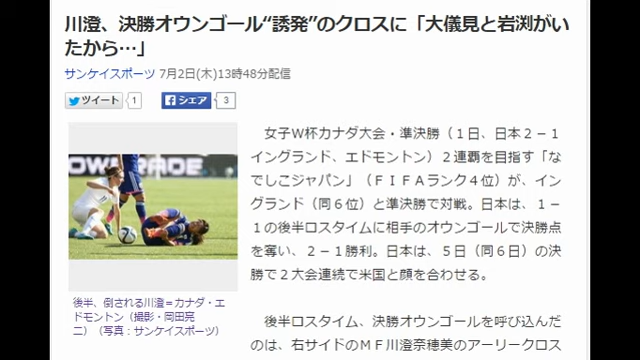 川澄、決勝オウンゴール“誘発”のクロスに「大儀見と岩渕がい
たから…」
サンケイスポーツ 7月2日(木)13時48分配信
ツイート 1 シェア 3
POWERADE
後半、倒される川澄＝カナダ・エ
ドモントン（撮影・岡田亮
二）（写真：サンケイスポーツ）
女子Ｗ杯カナダ大会・準決勝（１日、日本２－１
イングランド、エドモントン）２連覇を目指す「な
でしこジャパン」（ＦＩＦＡランク４位）が、イン
グランド（同６位）と準決勝で対戦。日本は、１－
１の後半ロスタイムに相手のオウンゴールで決勝点
を奪い、２－１勝利。日本は、５日（同６日）の決
勝で２大会連続で米国と顔を合わせる。
後半ロスタイム、決勝オウンゴールを呼び込んだ
のは、右サイドのＭＦ川澄奈穂美のアーリークロス